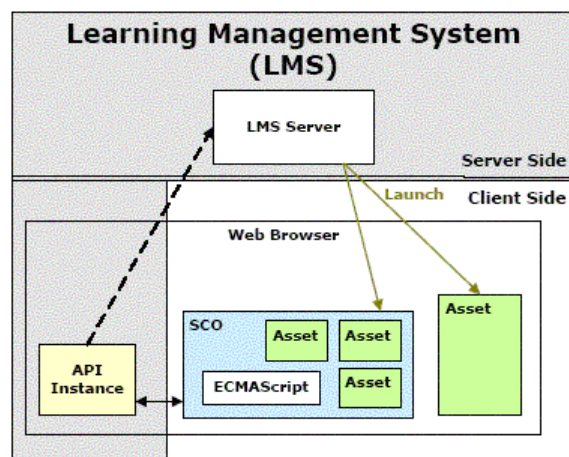 Learning Management System
(LMS)
LMS Server
Server Side
Launch
Client Side
Web Browser
SCO
Asset
Asset
Asset
ECMAScript
Asset
API
Instance